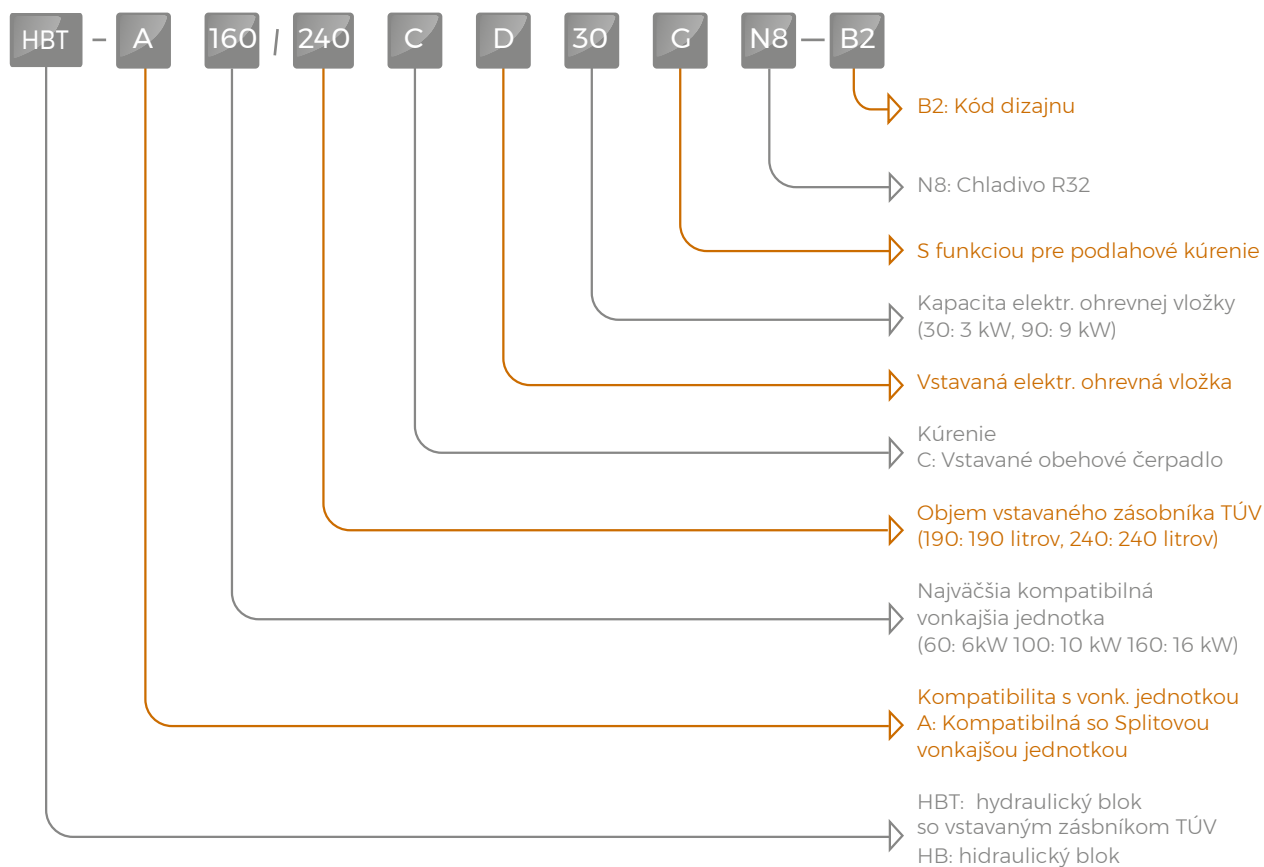 HBT – A 160 / 240 C D 30 G N8 — B2
B2: Kód dizajnu
N8: Chladivo R32
S funkciou pre podlahové kúrenie
Kapacita elektr. ohrevnej vložky
(30: 3 kW, 90: 9 kW)
Vstavaná elektr. ohrevná vložka
Kúrenie
C: Vstavané obehové čerpadlo
Objem vstavaného zásobníka TÚV
(190: 190 litrov, 240: 240 litrov)
Najväčšia kompatibilná
vonkajšia jednotka
(60: 6kW 100: 10 kW 160: 16 kW)
Kompatibilita s vonk. jednotkou
A: Kompatibilná so Splitovou
vonkajšou jednotkou
HBT: hydraulický blok
so vstavaným zásbníkom TÚV
HB: hidraulický blok